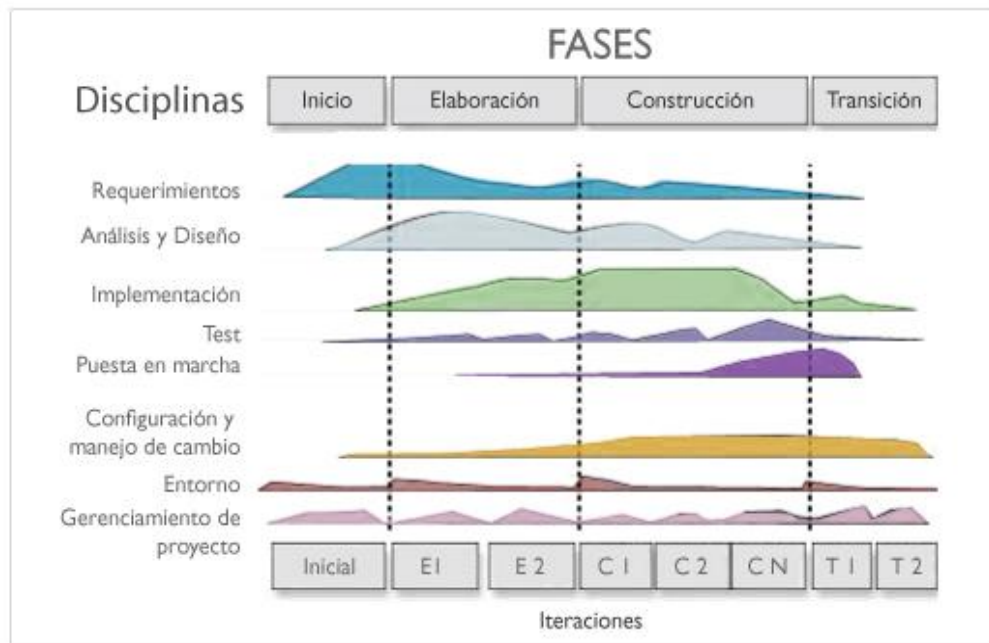 FASES
Disciplinas
Inicio
Elaboración
Construcción
Transición
Requerimientos
Análisis y Diseño
Implementación
Test
Puesta en marcha
Configuración y
manejo de cambio
Entorno
Gerenciamiento de
proyecto
Inicial
E1
E 2
C 1
C 2
C N
T 1
T 2
Iteraciones